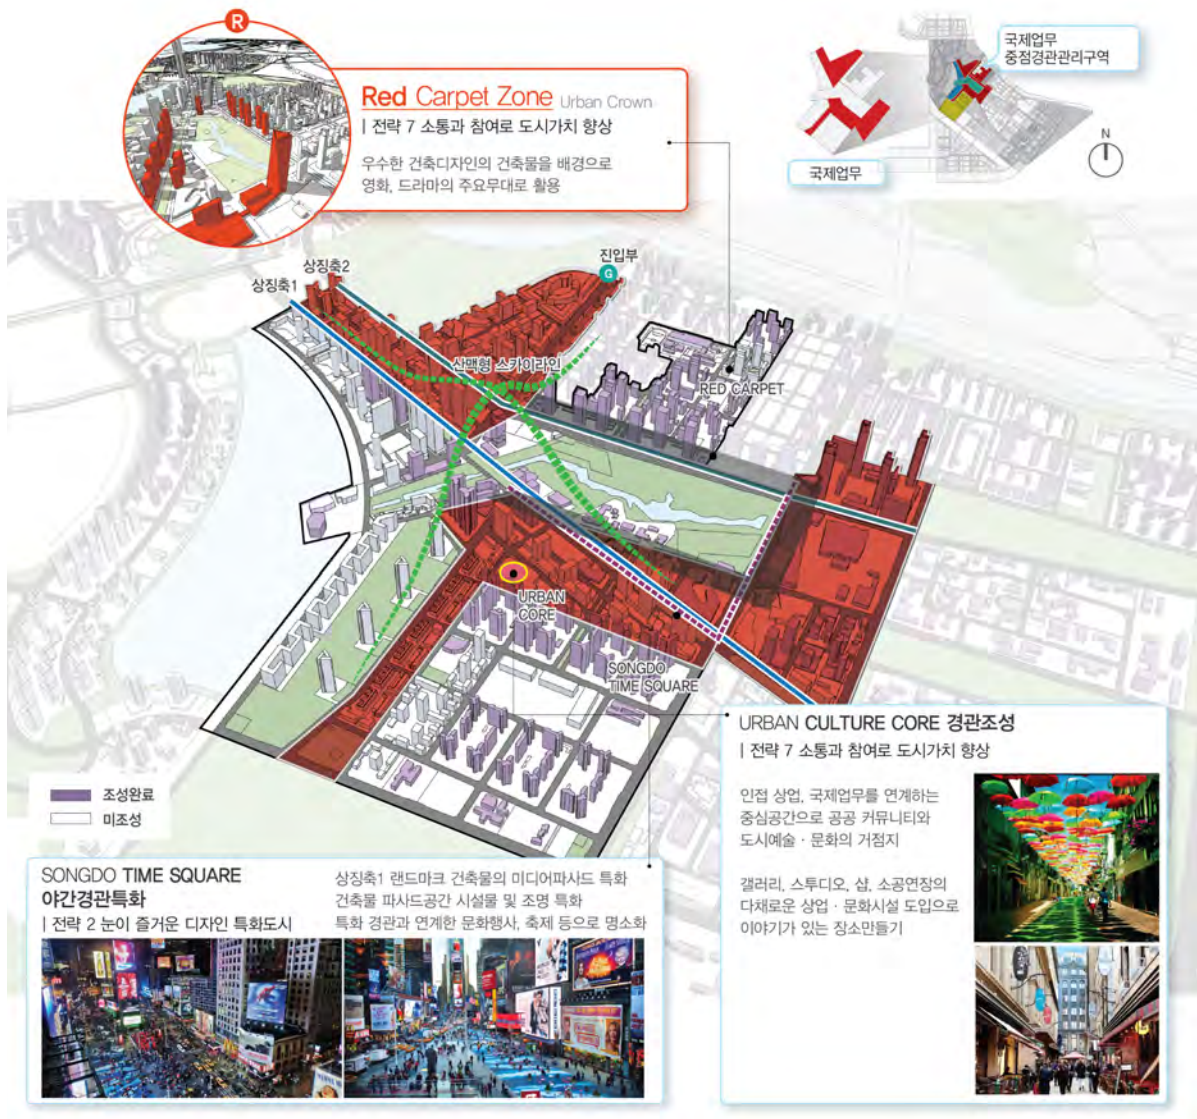 R
Red Carpet Zone Urban Crown
| 전략 7 소통과 참여로 도시가치 향상
우수한 건축디자인의 건축물을 배경으로
영화, 드라마의 주요무대로 활용
국제업무
중점경관관리구역
국제업무
N
진입부
G
상징축2
상징축1
산맥형 스카이라인
RED CARPET
URBAN
CORE
SONGDO
TIME SQUARE
조성완료
미조성
URBAN CULTURE CORE 경관조성
| 전략 7 소통과 참여로 도시가치 향상
인접 상업, 국제업무를 연계하는
중심공간으로 공공 커뮤니티와
도시예술 · 문화의 거점지
갤러리, 스투디오, 샵, 소공연장의
다채로운 상업 · 문화시설 도입으로
이야기가 있는 장소만들기
SONGDO TIME SQUARE
야간경관특화
| 전략 2 눈이 즐거운 디자인 특화도시
상징축1 랜드마크 건축물의 미디어파사드 특화
건축물 파사드공간 시설물 및 조명 특화
특화 경관과 연계한 문화행사, 축제 등으로 명소화